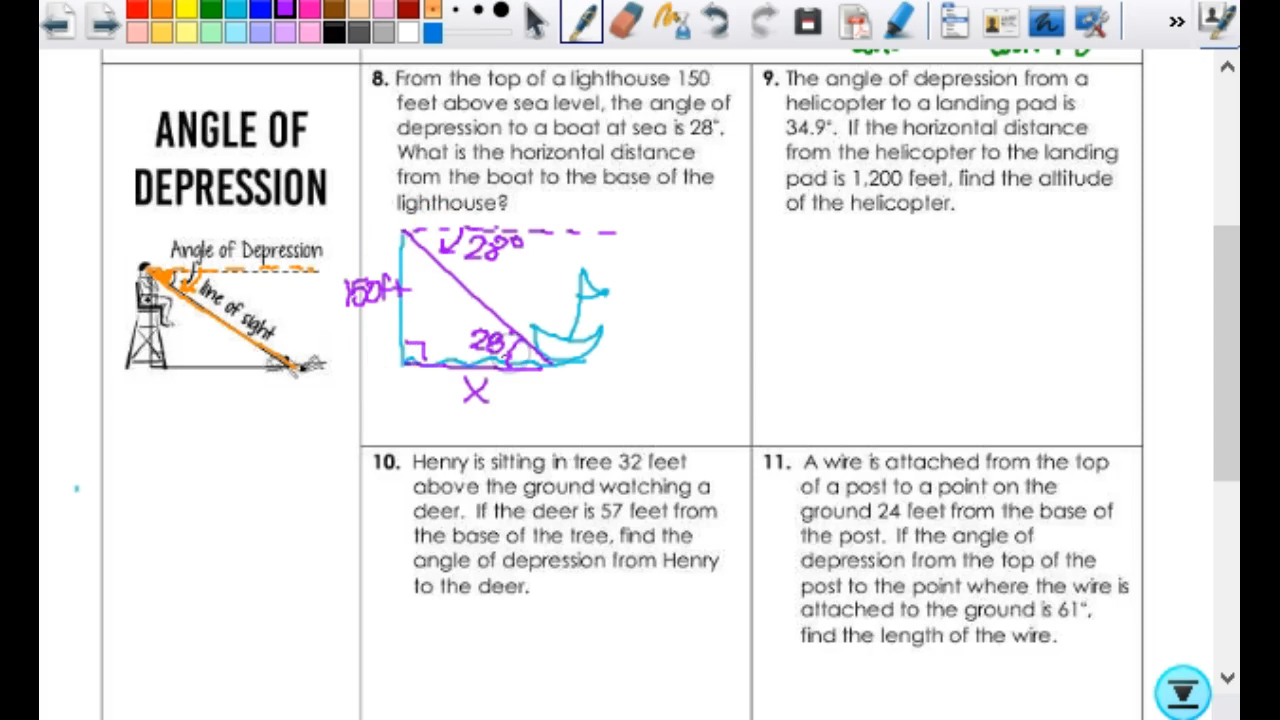 ANGLE OF
DEPRESSION
Angle of Depression
line of sight
8. From the top of a lighthouse 150
feet above sea level, the angle of
depression to a boat at sea is 28°.
What is the horizontal distance
from the boat to the base of the
lighthouse?
28°
150ft
28
X
9. The angle of depression from a
helicopter to a landing pad is
34.9°. If the horizontal distance
from the helicopter to the landing
pad is 1,200 feet, find the altitude
of the helicopter.
10. Henry is sitting in tree 32 feet
above the ground watching a
deer. If the deer is 57 feet from
the base of the tree, find the
angle of depression from Henry
to the deer.
11. A wire is attached from the top
of a post to a point on the
ground 24 feet from the base of
the post. If the angle of
depression from the top of the
post to the point where the wire is
attached to the ground is 61°,
find the length of the wire.